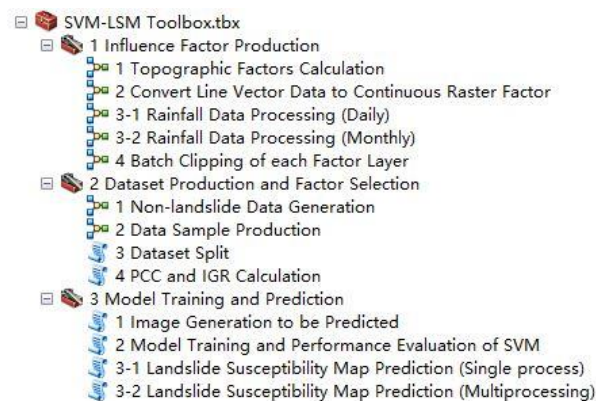 SVM-LSM Toolbox.tbx
1 Influence Factor Production
1 Topographic Factors Calculation
2 Convert Line Vector Data to Continuous Raster Factor
3-1 Rainfall Data Processing (Daily)
3-2 Rainfall Data Processing (Monthly)
4 Batch Clipping of each Factor Layer
2 Dataset Production and Factor Selection
1 Non-landslide Data Generation
2 Data Sample Production
3 Dataset Split
4 PCC and IGR Calculation
3 Model Training and Prediction
1 Image Generation to be Predicted
2 Model Training and Performance Evaluation of SVM
3-1 Landslide Susceptibility Map Prediction (Single process)
3-2 Landslide Susceptibility Map Prediction (Multiprocessing)